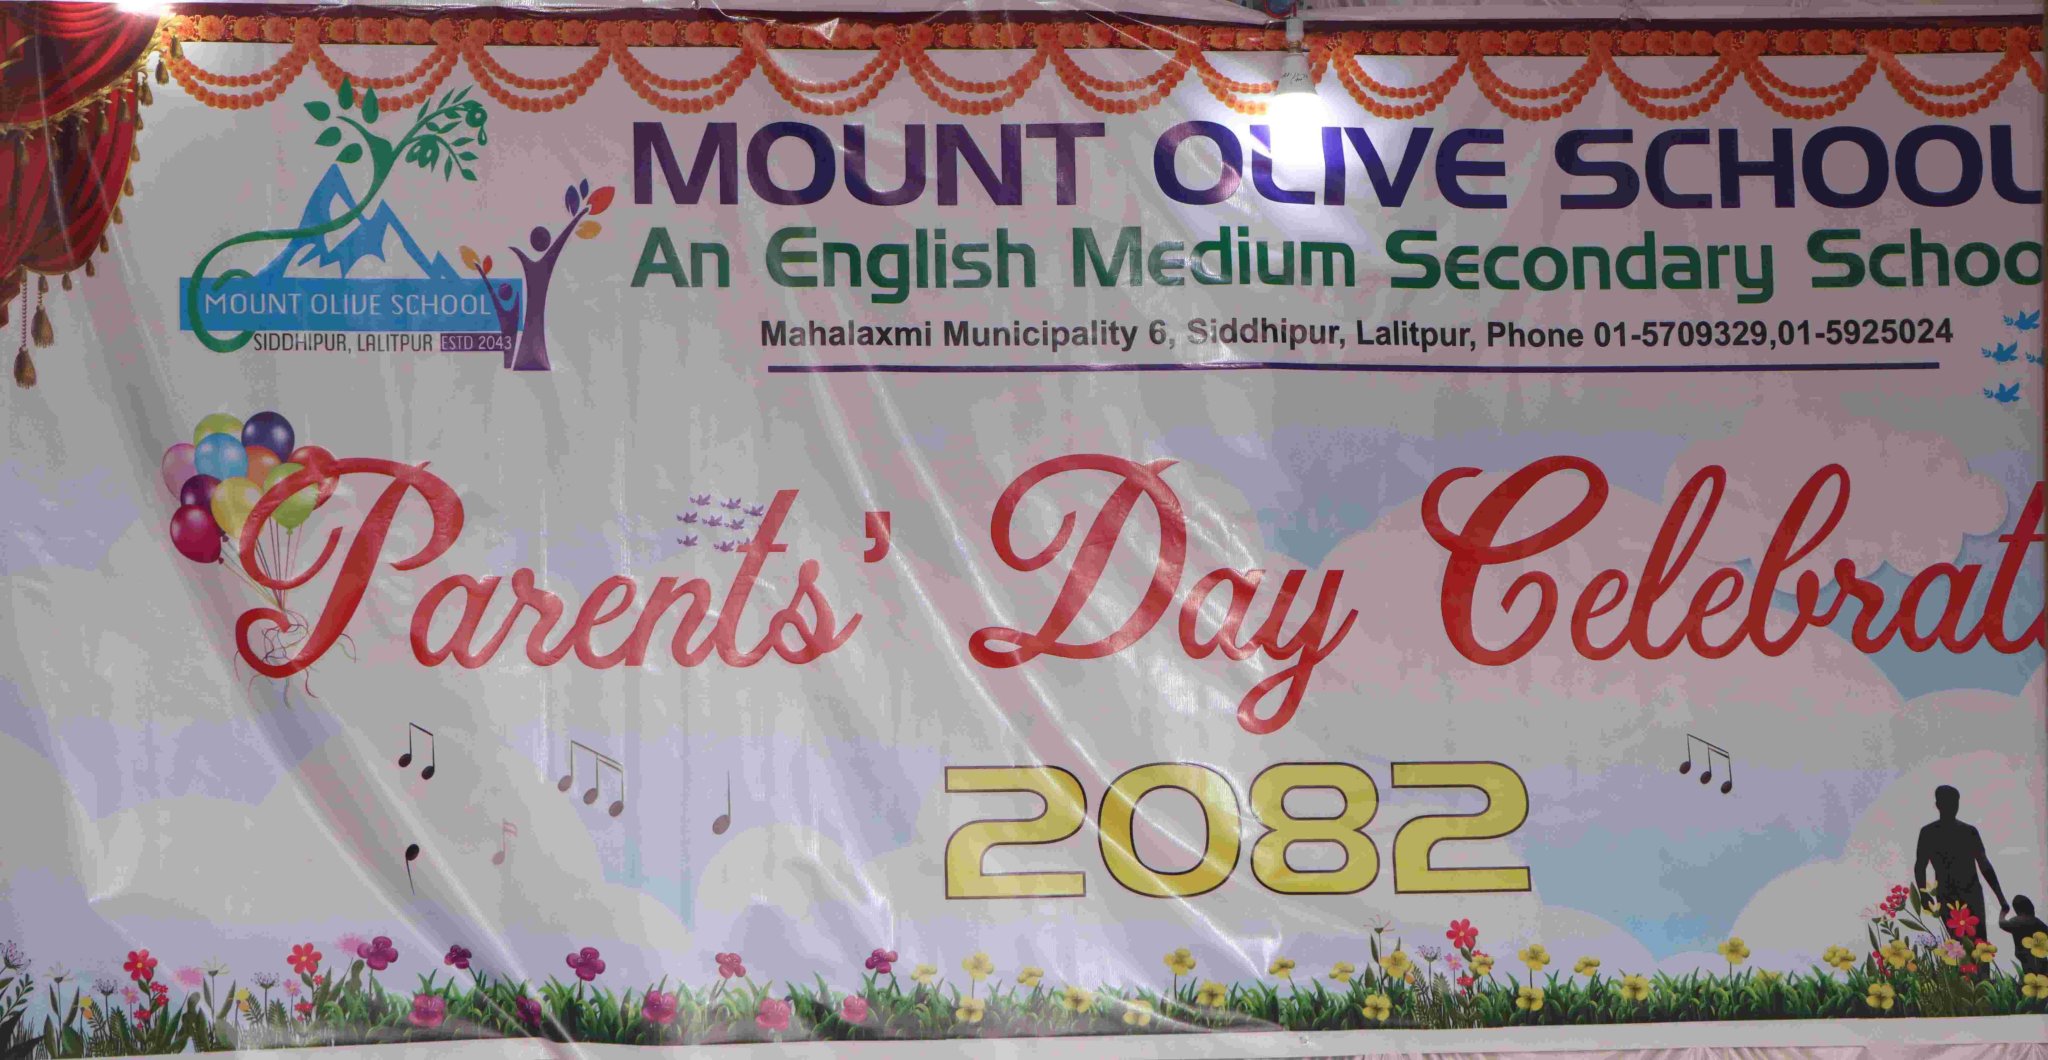 MOUNT OLIVE SCHOOL
An English Medium Secondary Schoo
Mahalaxmi Municipality 6, Siddhipur, Lalitpur, Phone 01-5709329,01-5925024
MOUNT OLIVE SCHOOL
SIDDHIPUR, LALITPUR ESTD 2043
Parents' Day Celebrat
2082